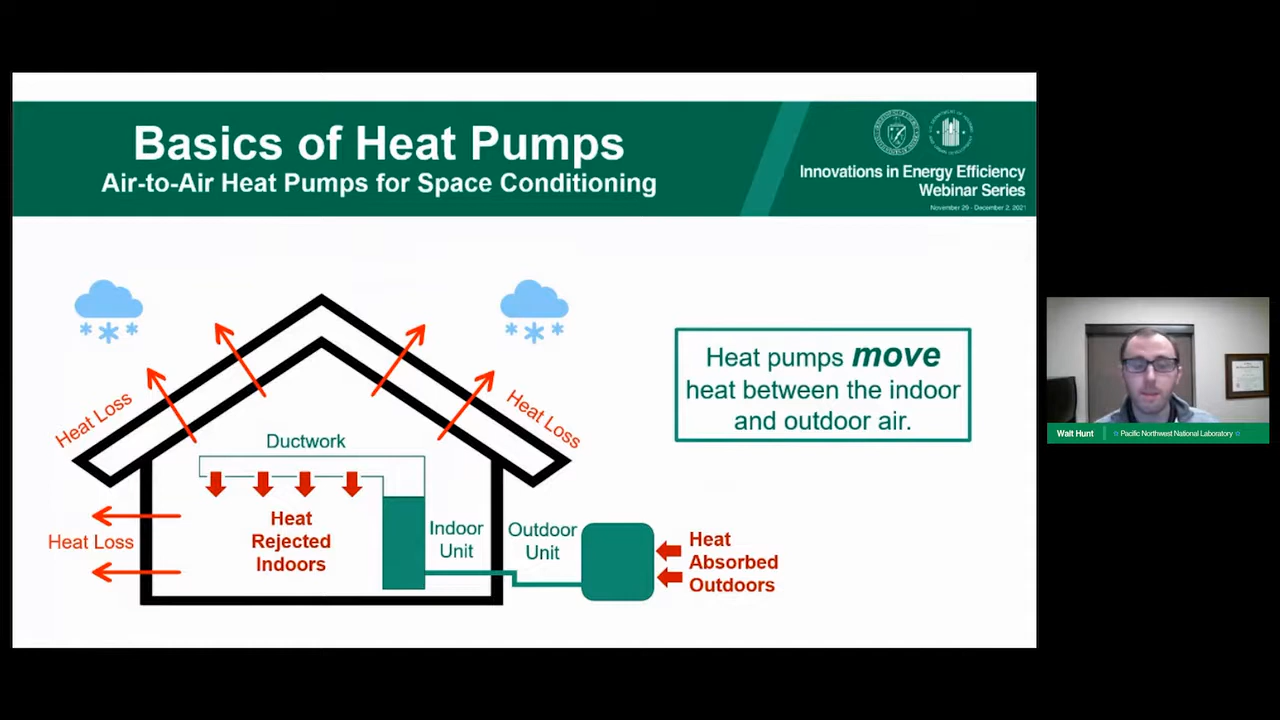 Basics of Heat Pumps
Air-to-Air Heat Pumps for Space Conditioning
Innovations in Energy Efficiency
Webinar Series
November 29 - December 2, 2021
Heat Loss
Heat Loss
Heat Loss
Ductwork
Heat
Rejected
Indoors
Indoor
Unit
Outdoor
Unit
Heat
Absorbed
Outdoors
Heat pumps move
heat between the indoor
and outdoor air.
Walt Hunt
Pacific Northwest National Laboratory